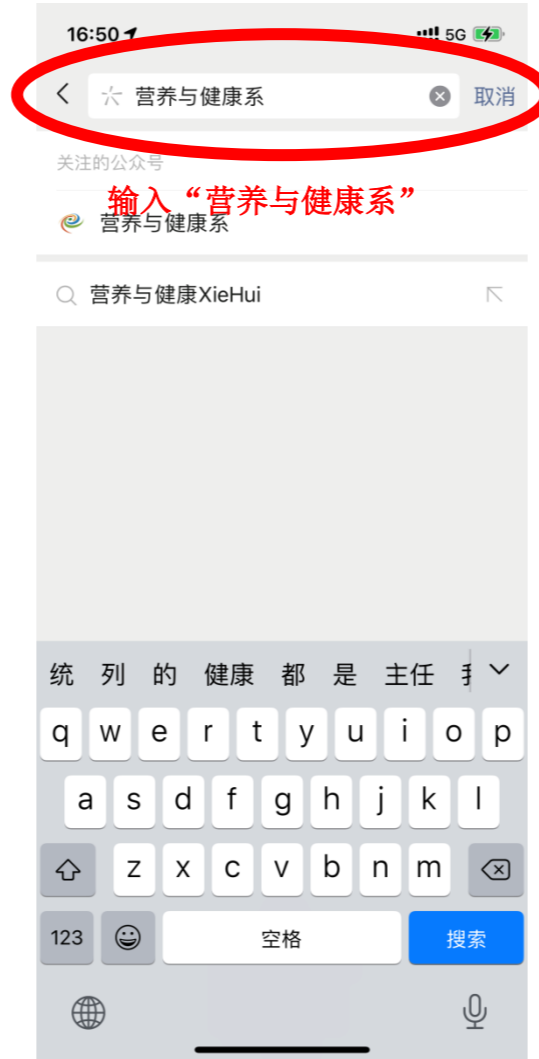 16:50 5G
营养与健康系 取消
关注的公众号
输入“营养与健康系”
营养与健康系
营养与健康XieHui
统 列 的 健康 都 是 主任
q w e r t y u i o p
a s d f g h j k l
z x c v b n m
123 空格 搜索